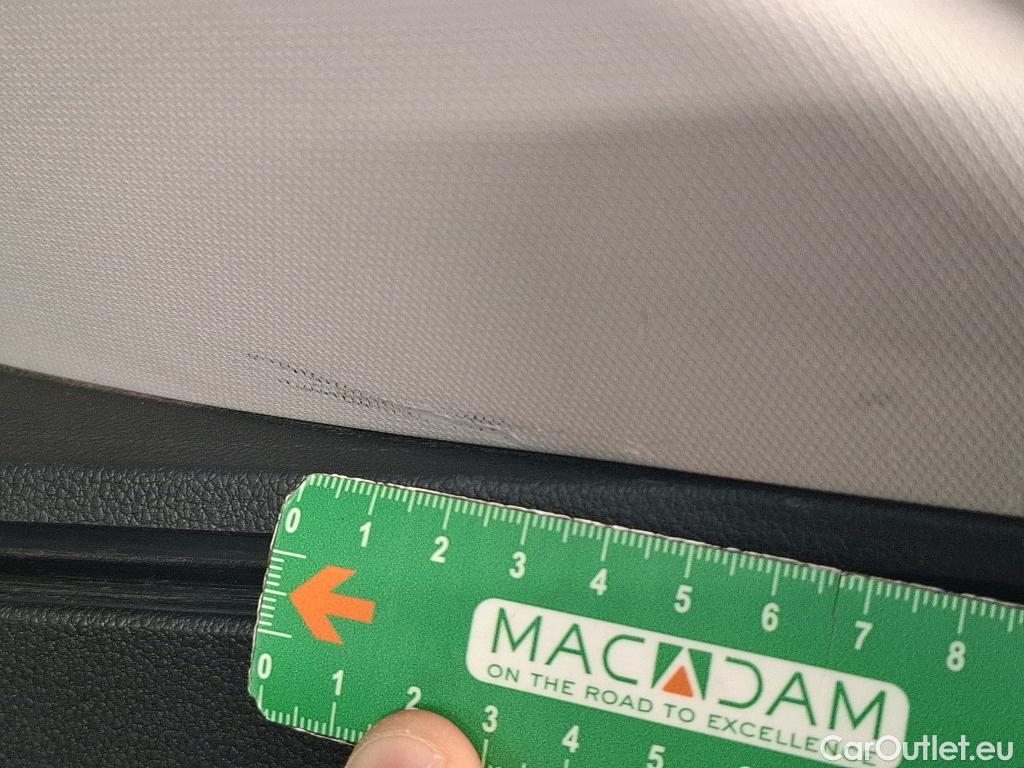 0 1 2 3 4 5 6 7 8
MACADAM
ON THE ROAD TO EXCELLENCE
0 1 2 3 4 5
CarOutlet.eu